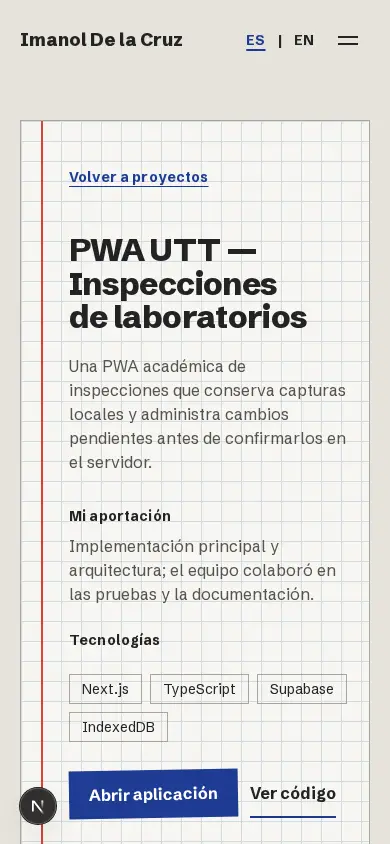 Imanol De la Cruz
ES | EN
Volver a proyectos
PWA UTT —
Inspecciones
de laboratorios
Una PWA académica de
inspecciones que conserva capturas
locales y administra cambios
pendientes antes de confirmarlos en
el servidor.
Mi aportación
Implementación principal y
arquitectura; el equipo colaboró en
las pruebas y la documentación.
Tecnologías
Next.js TypeScript Supabase
IndexedDB
Abrir aplicación Ver código
N